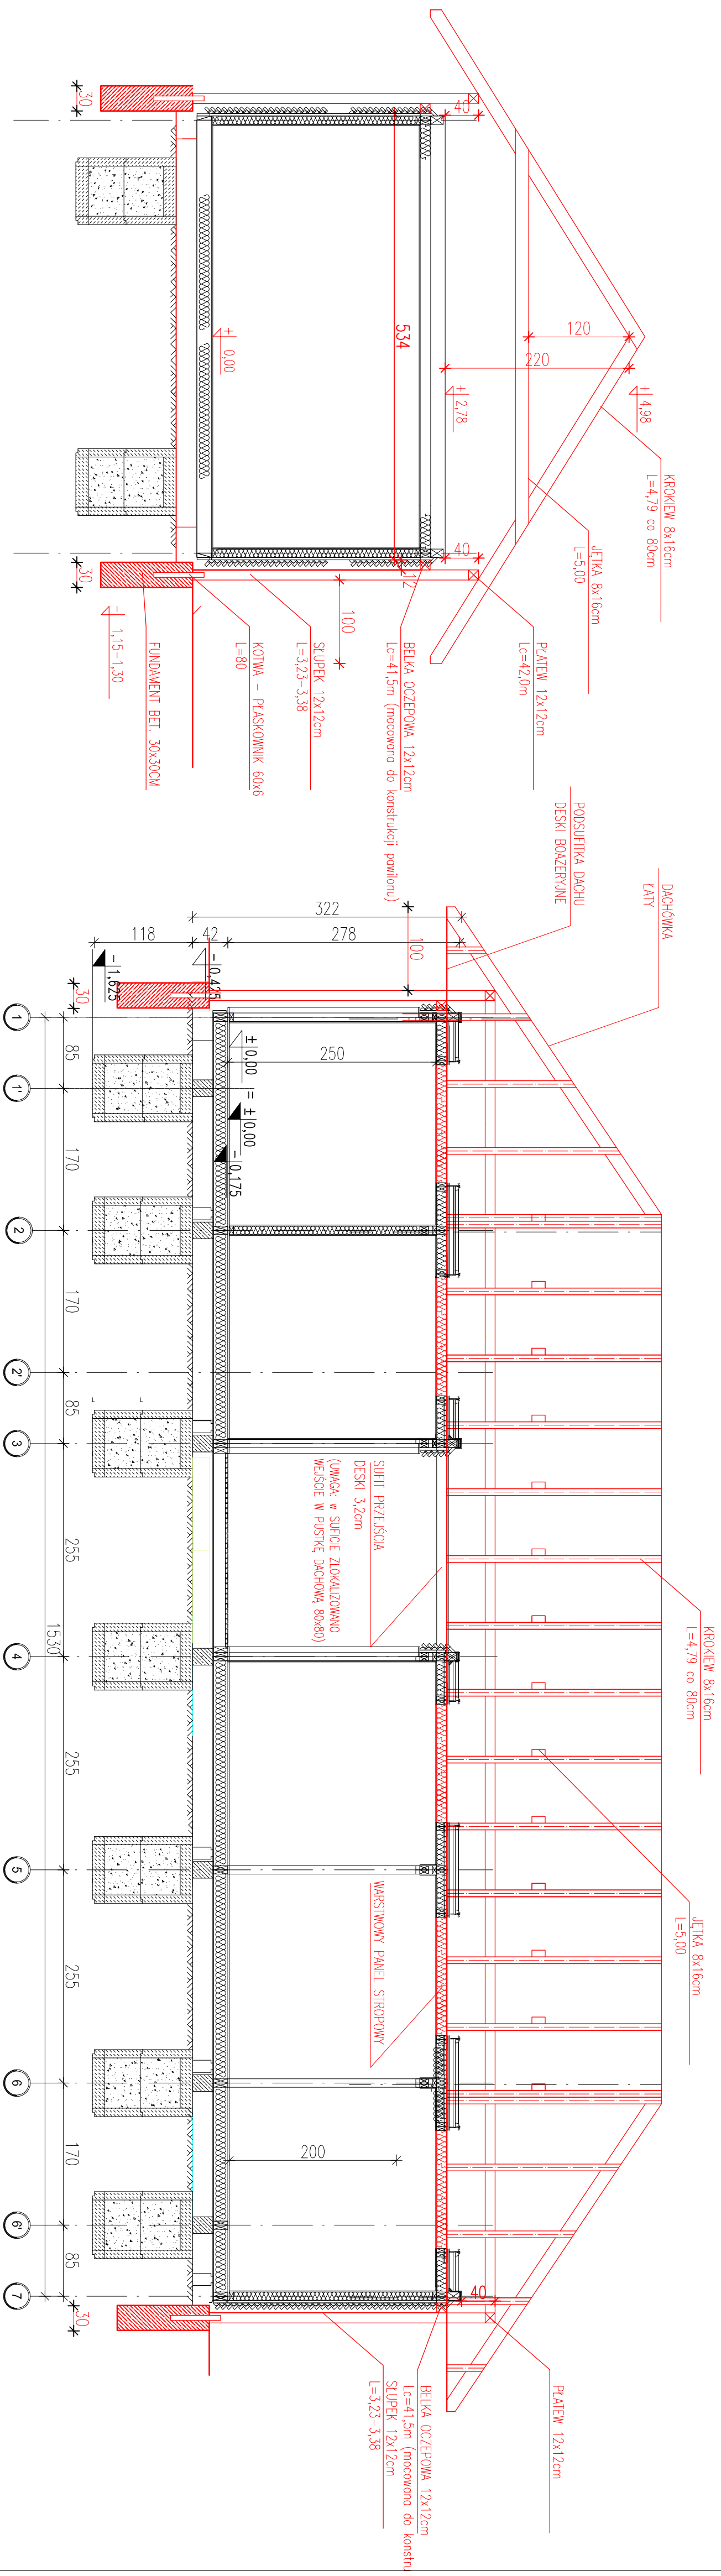 KROKIEW 8x16cm
L=4,79 co 80cm
JĘTKA 8x16cm
L=5,00
PŁATEW 12x12cm
Lc=42,0m
BELKA OCZEPOWA 12x12cm
Lc=41,5m (mocowana do konstrukcji pawilonu)
SŁUPEK 12x12cm
L=3,23-3,38
KOTWA - PŁASKOWNIK 60x6
L=80
FUNDAMENT BET. 30x30CM
- 1,15-1,30
+ 4,98
+ 2,78
± 0,00
120
220
40
40
534
12
100
30
30
DACHÓWKA
ŁATY
PODSUFITKA DACHU
DESKI BOAZERYJNE
KROKIEW 8x16cm
L=4,79 co 80cm
JĘTKA 8x16cm
L=5,00
PŁATEW 12x12cm
BELKA OCZEPOWA 12x12cm
Lc=41,5m (mocowana do konstru
SŁUPEK 12x12cm
L=3,23-3,38
SUFIT PRZEJŚCIA
DESKI 3,2cm
(UWAGA: w SUFICIE ZLOKALIZOWANO
WEJŚCIE W PUSTKĘ DACHOWĄ 80x80)
WARSTWOWY PANEL STROPOWY
322
118
42
278
100
250
200
40
± 0,00 = ± 0,00
- 0,175
- 0,425
- 1,625
30
85
170
170
85
255
255
255
170
85
30
1530
1
1'
2
2'
3
4
5
6
6'
7